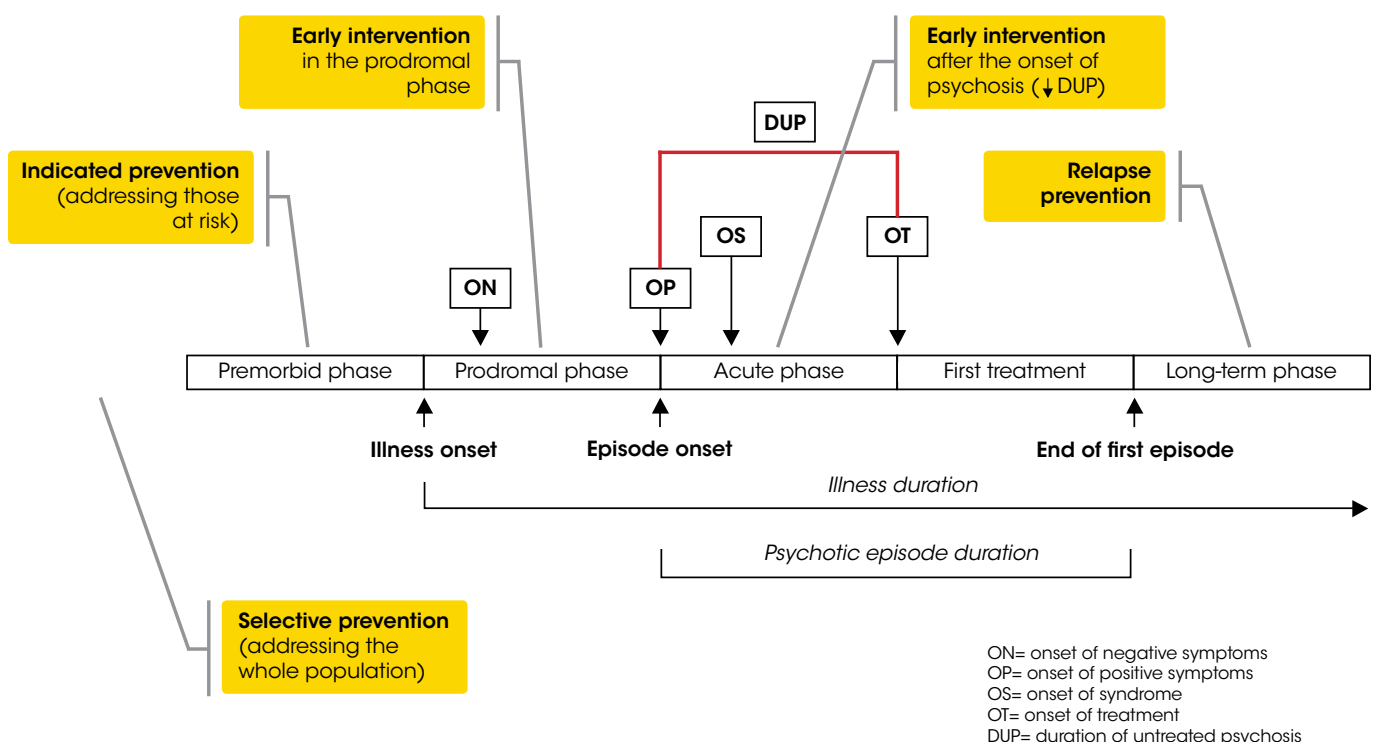 Early intervention
in the prodromal
phase
Early intervention
after the onset of
psychosis (↓ DUP)
DUP
Indicated prevention
(addressing those
at risk)
Relapse
prevention
OS
OT
ON
OP
Premorbid phase
Prodromal phase
Acute phase
First treatment
Long-term phase
Illness onset
Episode onset
End of first episode
Illness duration
Psychotic episode duration
Selective prevention
(addressing the
whole population)
ON= onset of negative symptoms
OP= onset of positive symptoms
OS= onset of syndrome
OT= onset of treatment
DUP= duration of untreated psychosis